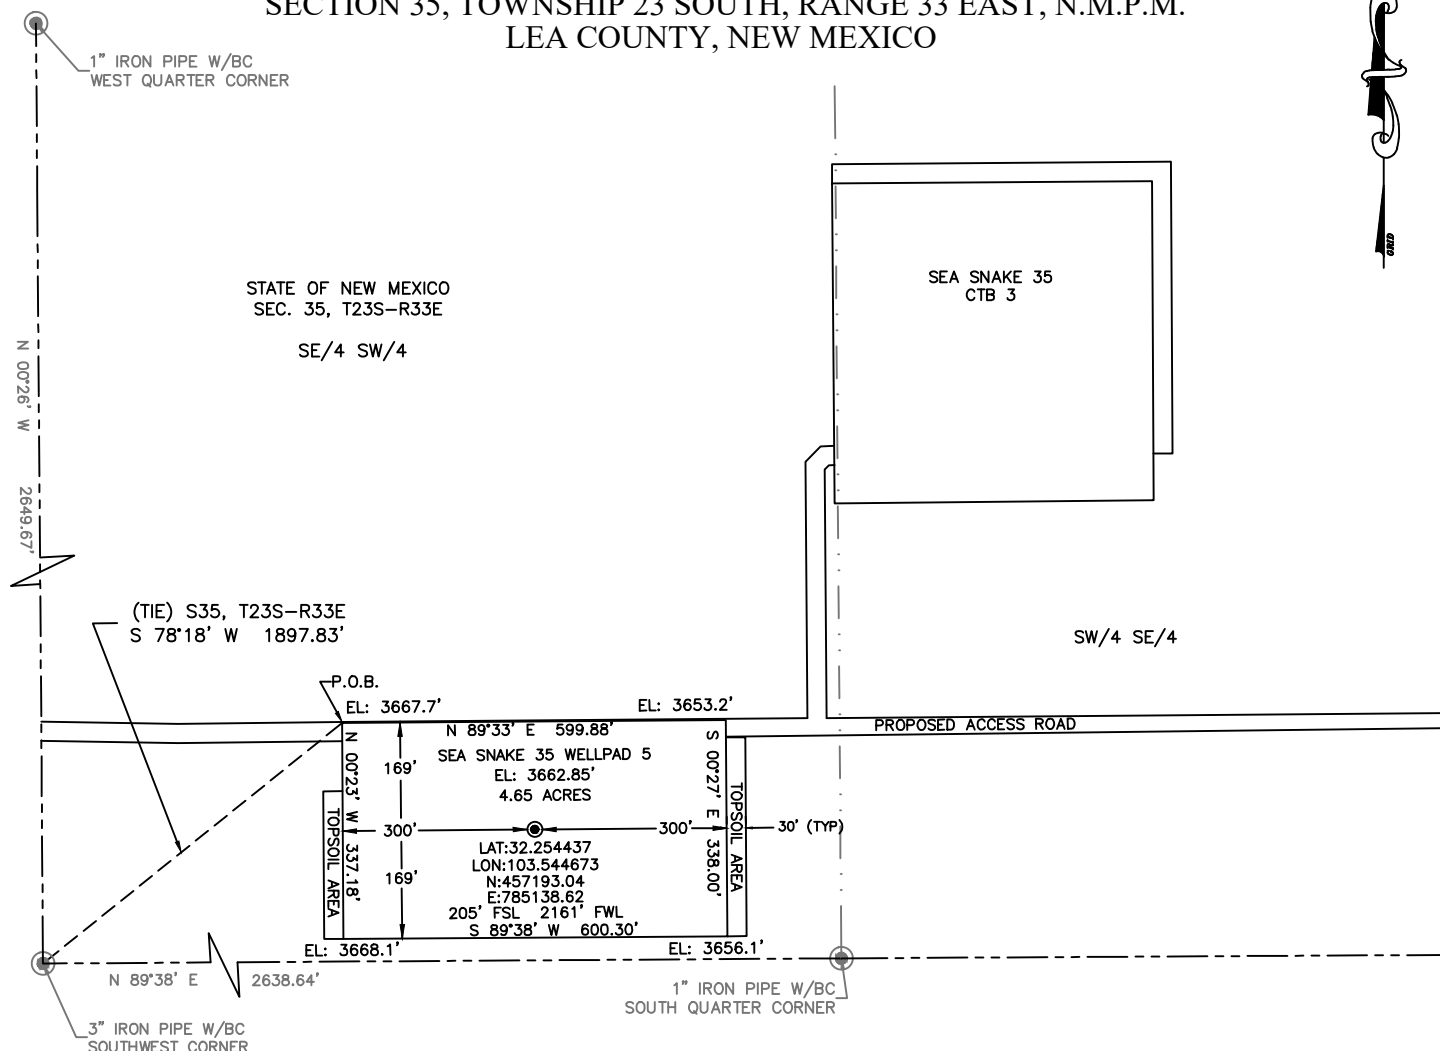 SECTION 35, TOWNSHIP 23 SOUTH, RANGE 33 EAST, N.M.P.M.
LEA COUNTY, NEW MEXICO
1" IRON PIPE W/BC
WEST QUARTER CORNER
GRID
STATE OF NEW MEXICO
SEC. 35, T23S-R33E
SE/4 SW/4
SEA SNAKE 35
CTB 3
N 00°26' W 2649.67'
(TIE) S35, T23S-R33E
S 78°18' W 1897.83'
SW/4 SE/4
P.O.B.
EL: 3667.7'
EL: 3653.2'
PROPOSED ACCESS ROAD
N 89°33' E 599.88'
SEA SNAKE 35 WELLPAD 5
EL: 3662.85'
4.65 ACRES
169'
300'
300'
30' (TYP)
169'
N 00°23' W 337.18'
S 00°27' E 338.00'
TOPSOIL AREA
TOPSOIL AREA
LAT:32.254437
LON:103.544673
N:457193.04
E:785138.62
205' FSL 2161' FWL
S 89°38' W 600.30'
EL: 3668.1'
EL: 3656.1'
N 89°38' E 2638.64'
1" IRON PIPE W/BC
SOUTH QUARTER CORNER
3" IRON PIPE W/BC
SOUTHWEST CORNER